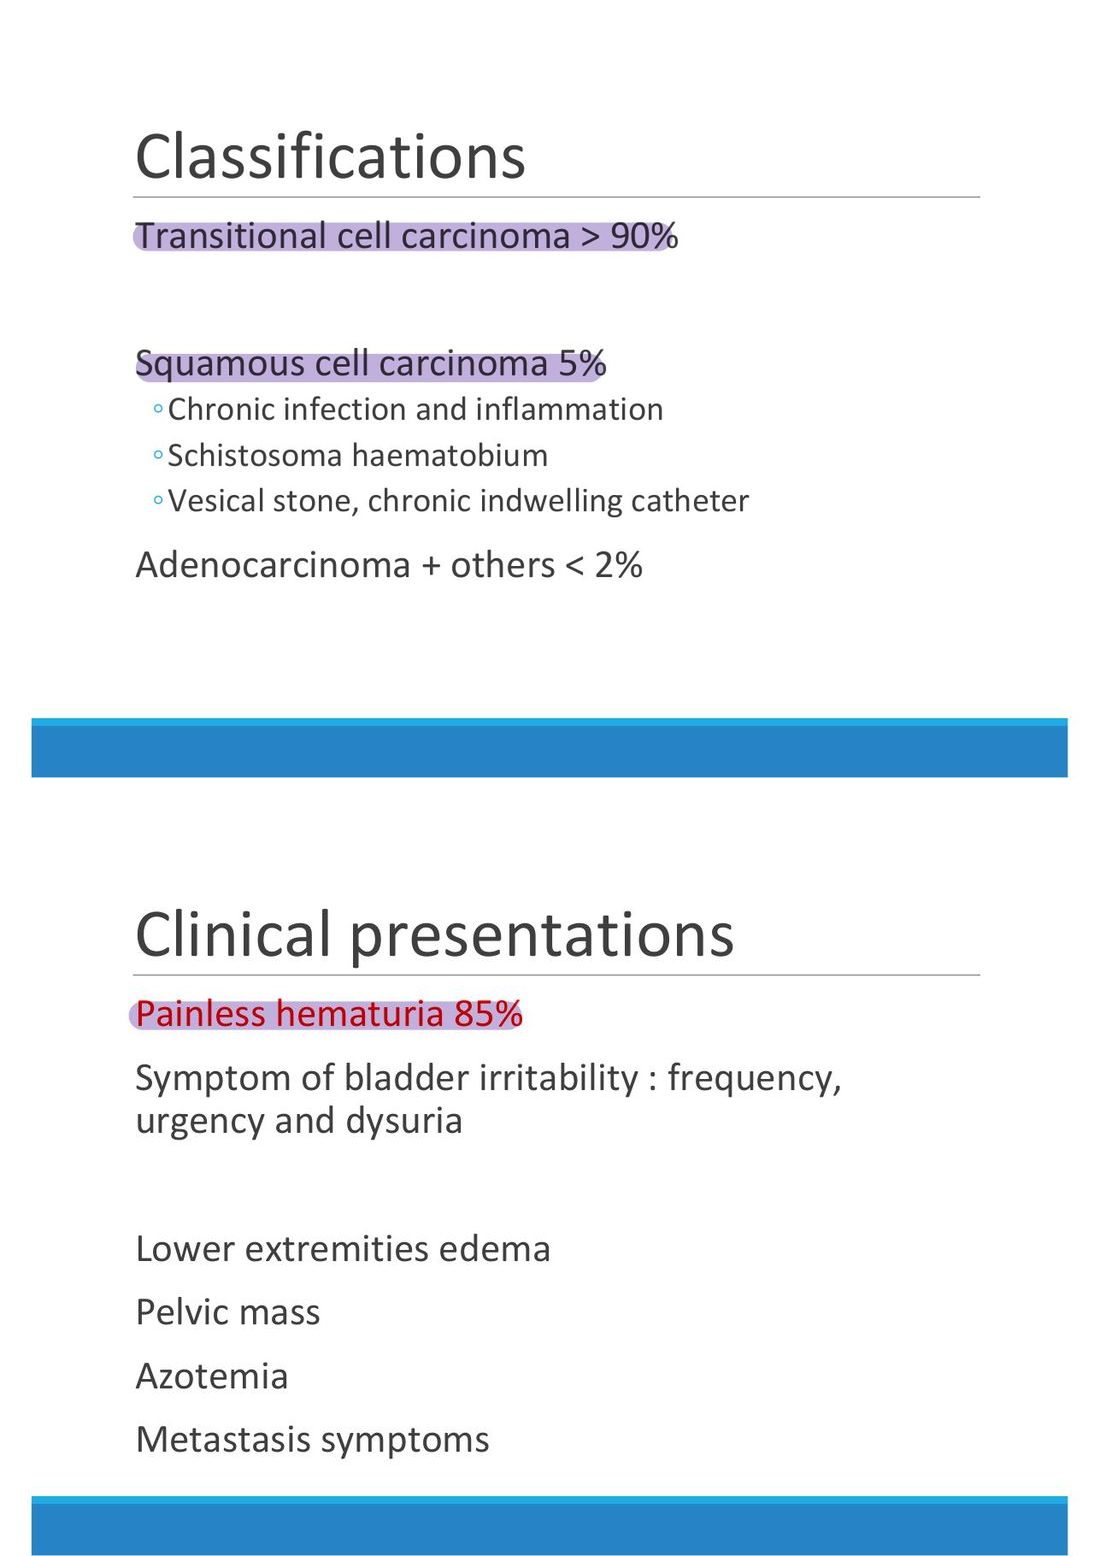 Classifications
Transitional cell carcinoma > 90%
Squamous cell carcinoma 5%
◦Chronic infection and inflammation
◦Schistosoma haematobium
◦Vesical stone, chronic indwelling catheter
Adenocarcinoma + others < 2%
Clinical presentations
Painless hematuria 85%
Symptom of bladder irritability : frequency,
urgency and dysuria
Lower extremities edema
Pelvic mass
Azotemia
Metastasis symptoms